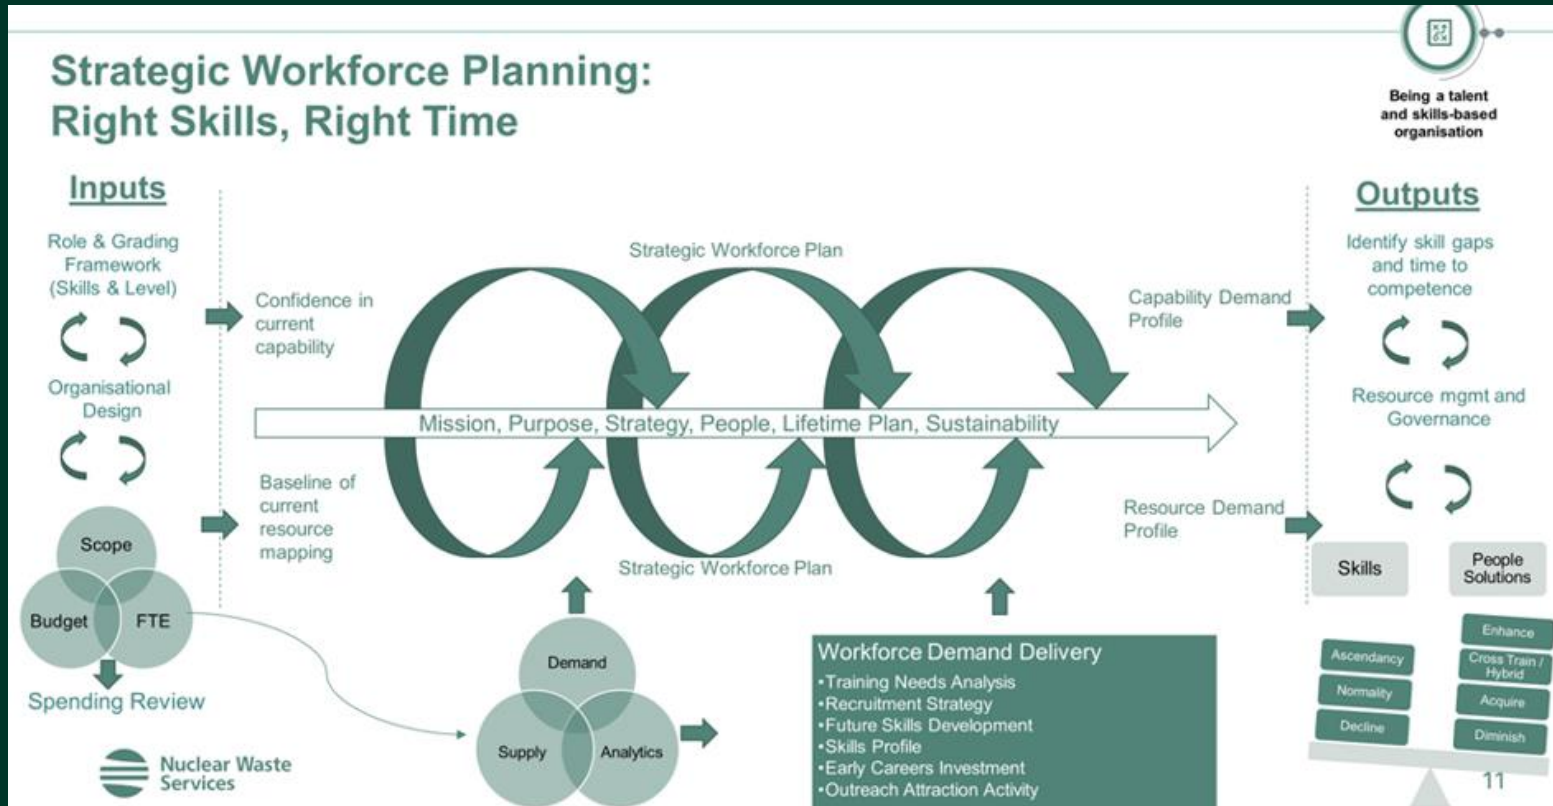 Strategic Workforce Planning:
Right Skills, Right Time
Being a talent
and skills-based
organisation
Inputs
Role & Grading
Framework
(Skills & Level)
Organisational
Design
Scope
Budget
FTE
Spending Review
Nuclear Waste
Services
Confidence in
current
capability
Baseline of
current
resource
mapping
Strategic Workforce Plan
Mission, Purpose, Strategy, People, Lifetime Plan, Sustainability
Strategic Workforce Plan
Demand
Supply
Analytics
Workforce Demand Delivery
•Training Needs Analysis
•Recruitment Strategy
•Future Skills Development
•Skills Profile
•Early Careers Investment
•Outreach Attraction Activity
Capability Demand
Profile
Resource Demand
Profile
Outputs
Identify skill gaps
and time to
competence
Resource mgmt and
Governance
Skills
People
Solutions
Ascendancy
Normality
Decline
Enhance
Cross Train /
Hybrid
Acquire
Diminish
11